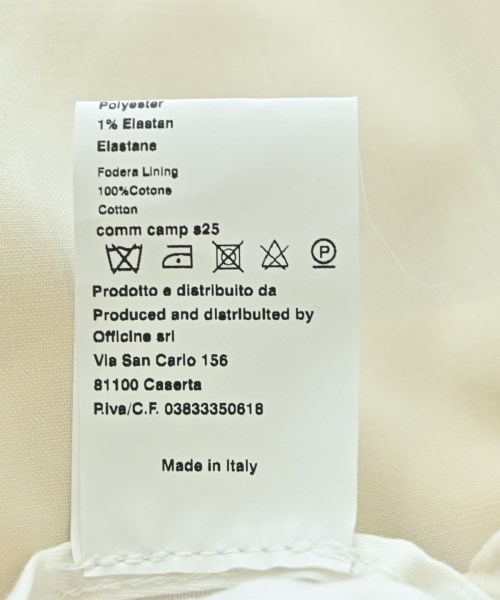 Polyester
1% Elastan
Elastane
Fodera Lining
100%Cotone
Cotton
comm camp s25
P
Prodotto e distribuito da
Produced and distribuited by
Officine srl
Via San Carlo 156
81100 Caserta
P.iva/C.F. 03833350618
Made in Italy